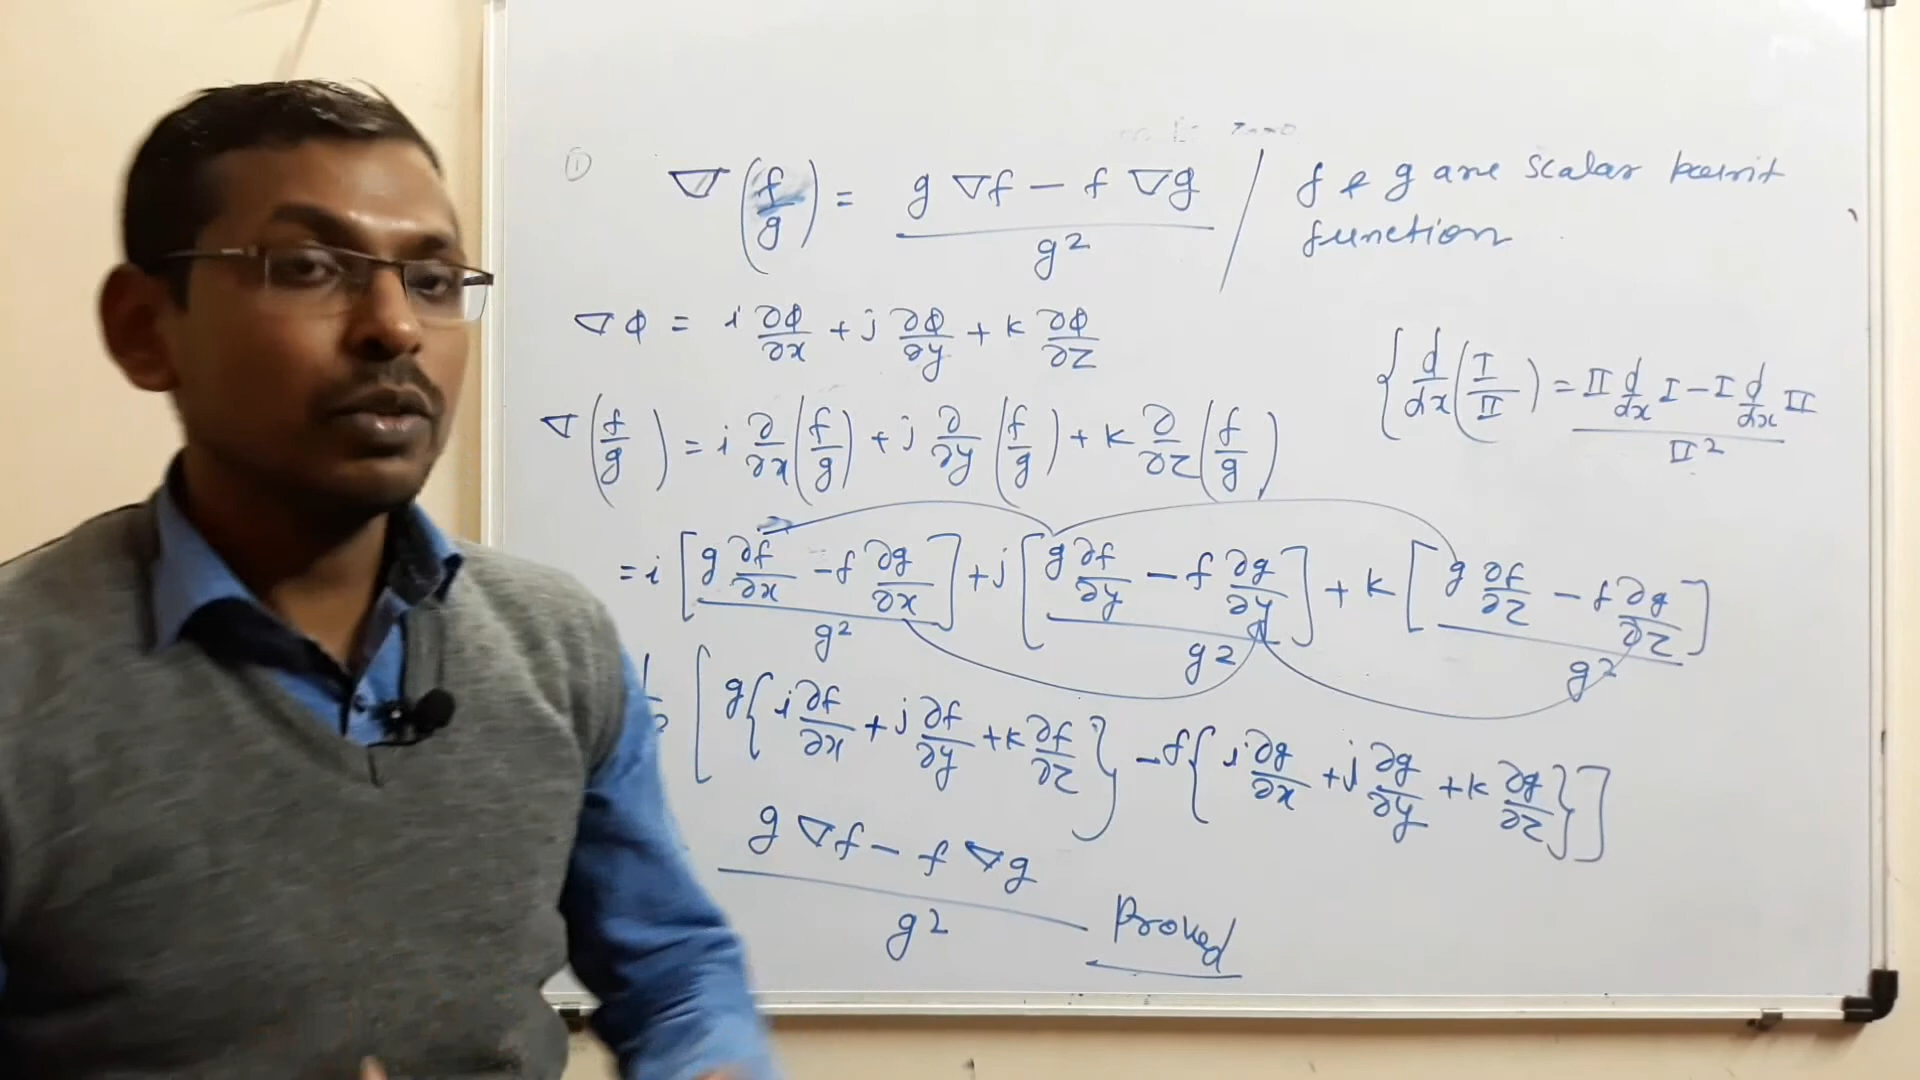 ①
∇(f/g) = (g ∇f − f ∇g)/g² / f & g are scalar point
function
∇ϕ = i ∂ϕ/∂x + j ∂ϕ/∂y + k ∂ϕ/∂z
{ d/dx (I/II) = (II d/dx I − I d/dx II)/II²
∇(f/g) = i ∂/∂x (f/g) + j ∂/∂y (f/g) + k ∂/∂z (f/g)
= i [(g ∂f/∂x − f ∂g/∂x)/g²] + j [(g ∂f/∂y − f ∂g/∂y)/g²] + k [(g ∂f/∂z − f ∂g/∂z)/g²]
[g{i ∂f/∂x + j ∂f/∂y + k ∂f/∂z} − f{i ∂g/∂x + j ∂g/∂y + k ∂g/∂z}]
(g ∇f − f ∇g)/g² Proved